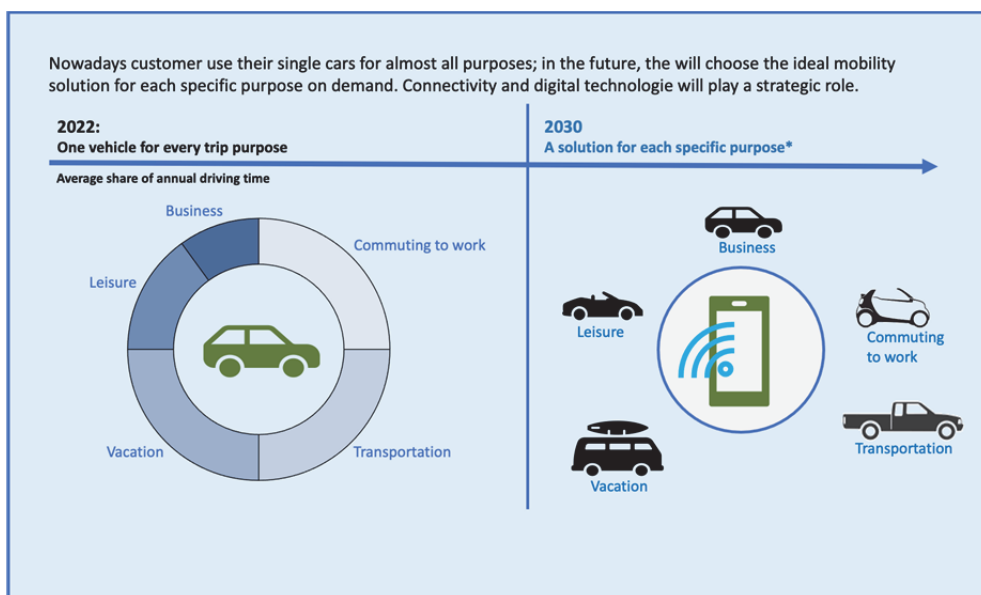 Nowadays customer use their single cars for almost all purposes; in the future, the will choose the ideal mobility
solution for each specific purpose on demand. Connectivity and digital technologie will play a strategic role.
2022:
One vehicle for every trip purpose
2030
A solution for each specific purpose*
Average share of annual driving time
Business
Commuting to work
Leisure
Vacation
Transportation
Business
Leisure
Commuting
to work
Transportation
Vacation